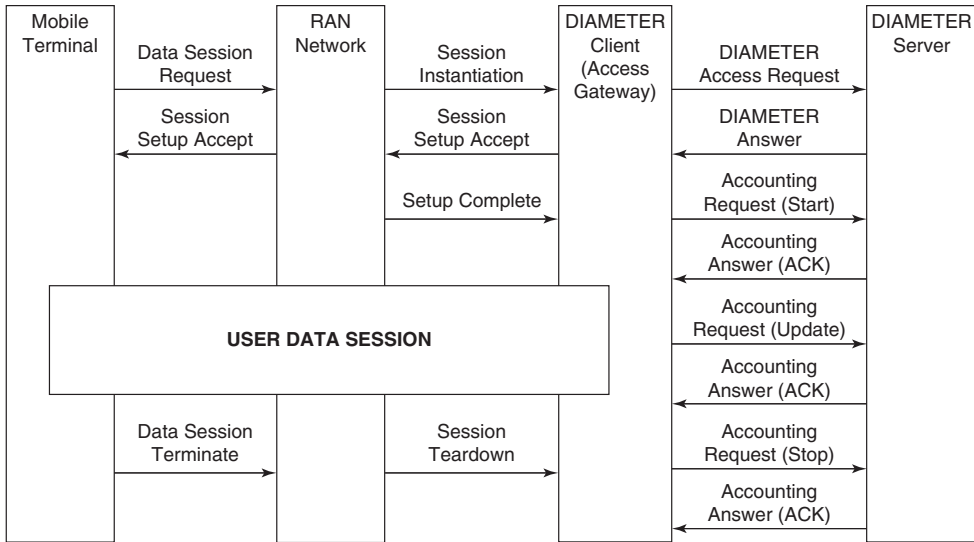 Mobile
Terminal
RAN
Network
DIAMETER
Client
(Access
Gateway)
DIAMETER
Server
Data Session
Request
Session
Instantiation
DIAMETER
Access Request
Session
Setup Accept
Session
Setup Accept
DIAMETER
Answer
Setup Complete
Accounting
Request (Start)
Accounting
Answer (ACK)
USER DATA SESSION
Accounting
Request (Update)
Accounting
Answer (ACK)
Data Session
Terminate
Session
Teardown
Accounting
Request (Stop)
Accounting
Answer (ACK)